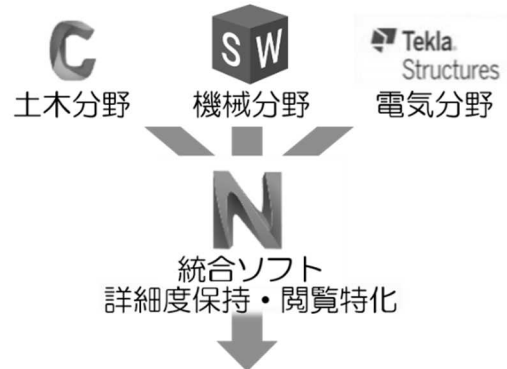 C
SW
Tekla.
Structures
土木分野
機械分野
電気分野
N
統合ソフト
詳細度保持・閲覧特化